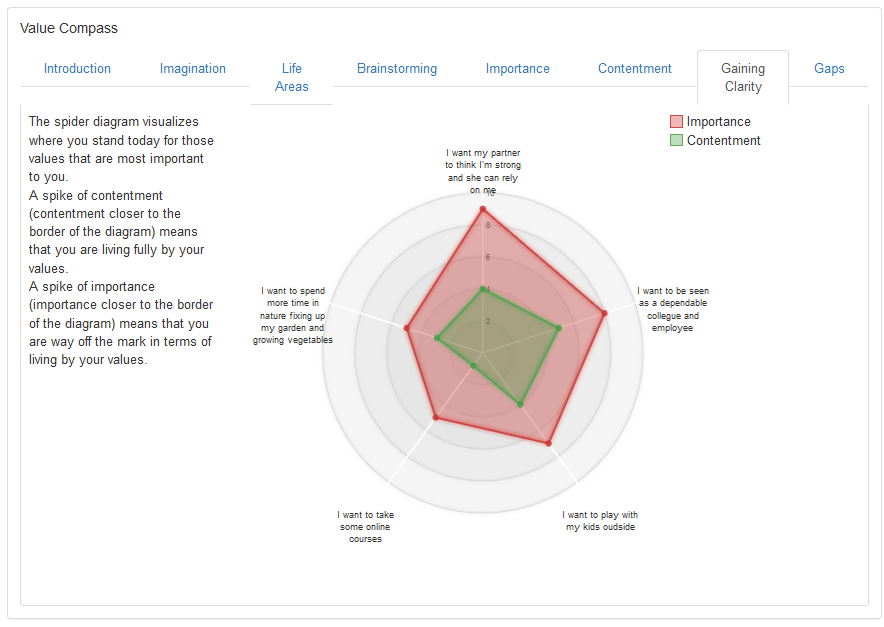 Value Compass
Introduction
Imagination
Life
Areas
Brainstorming
Importance
Contentment
Gaining
Clarity
Gaps
The spider diagram visualizes
where you stand today for those
values that are most important
to you.
A spike of contentment
(contentment closer to the
border of the diagram) means
that you are living fully by your
values.
A spike of importance
(importance closer to the border
of the diagram) means that you
are way off the mark in terms of
living by your values.
Importance
Contentment
I want my partner
to think I'm strong
and she can rely
on me
10
8
6
4
2
I want to be seen
as a dependable
collegue and
employee
I want to play with
my kids oudside
I want to take
some online
courses
I want to spend
more time in
nature fixing up
my garden and
growing vegetables